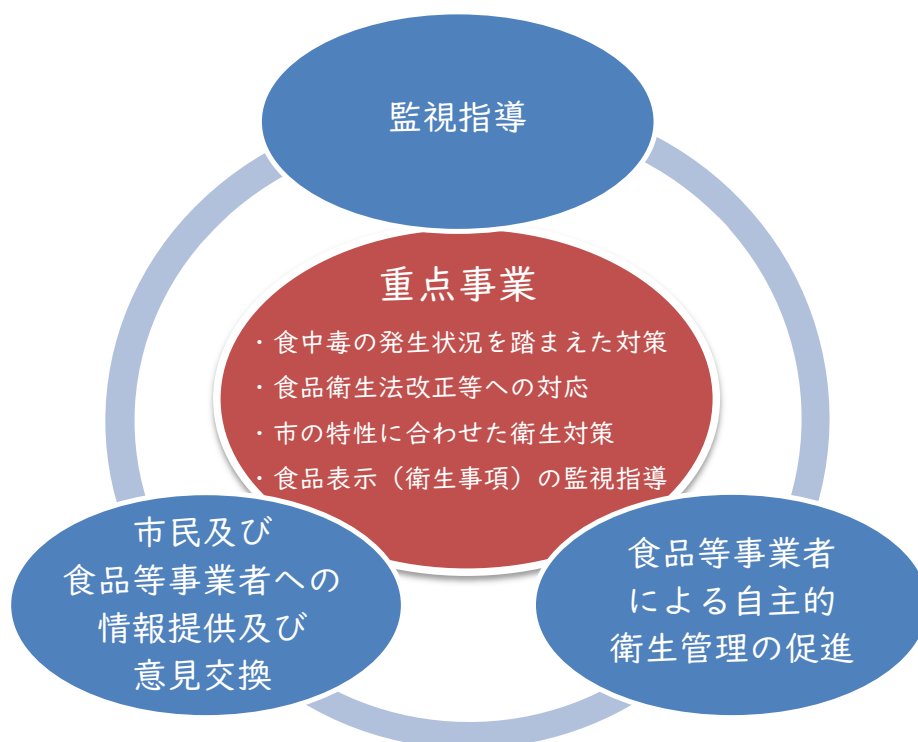 監視指導
重点事業
・食中毒の発生状況を踏まえた対策
・食品衛生法改正等への対応
・市の特性に合わせた衛生対策
・食品表示（衛生事項）の監視指導
市民及び
食品等事業者への
情報提供及び
意見交換
食品等事業者
による自主的
衛生管理の促進